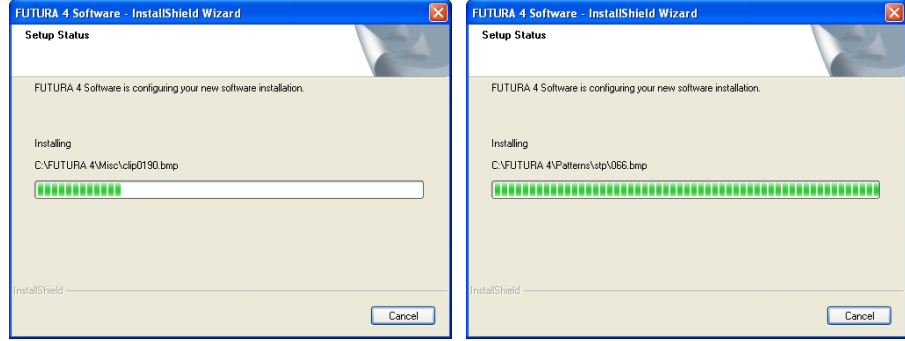 FUTURA 4 Software - InstallShield Wizard
Setup Status
FUTURA 4 Software is configuring your new software installation.
Installing
C:\FUTURA 4\Misc\clip0190.bmp
InstallShield
Cancel
FUTURA 4 Software - InstallShield Wizard
Setup Status
FUTURA 4 Software is configuring your new software installation.
Installing
C:\FUTURA 4\Patterns\stp\066.bmp
InstallShield
Cancel